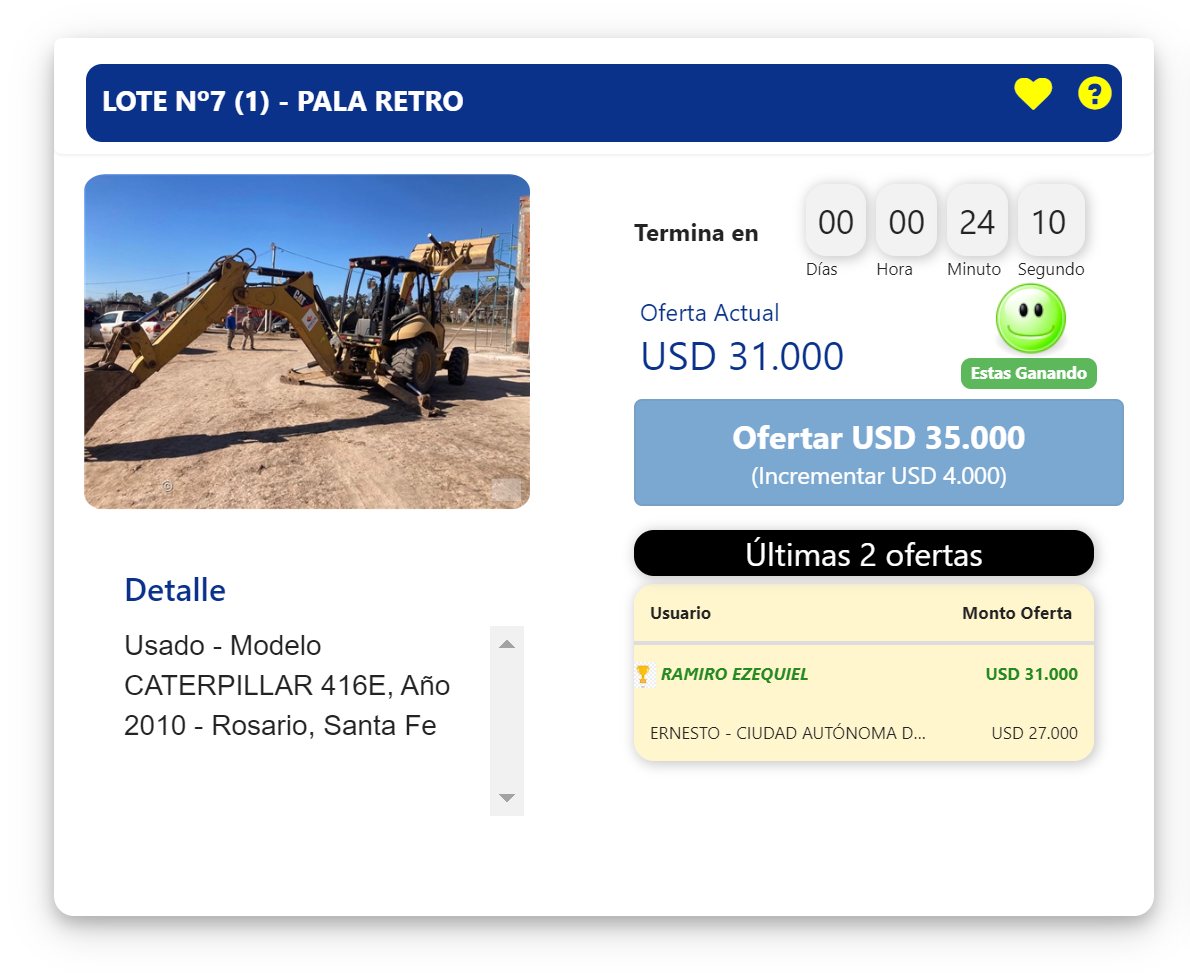 LOTE Nº7 (1) - PALA RETRO
?
Termina en
00
00
24
10
Días
Hora
Minuto
Segundo
Oferta Actual
USD 31.000
Estas Ganando
Ofertar USD 35.000
(Incrementar USD 4.000)
CAT
©
Últimas 2 ofertas
Usuario
Monto Oferta
RAMIRO EZEQUIEL
USD 31.000
ERNESTO - CIUDAD AUTÓNOMA D...
USD 27.000
Detalle
Usado - Modelo
CATERPILLAR 416E, Año
2010 - Rosario, Santa Fe